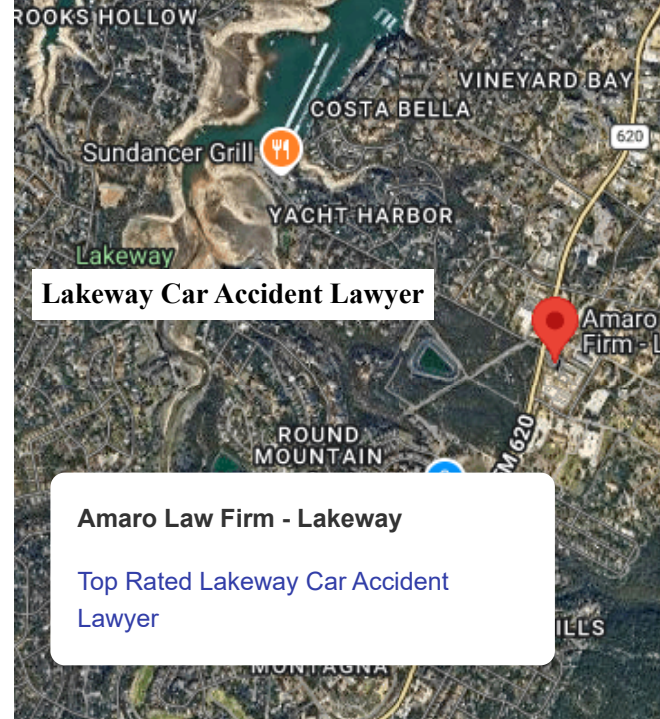 ROOKS HOLLOW
VINEYARD BAY
COSTA BELLA
620
Sundancer Grill
YACHT HARBOR
Lakeway
Lakeway Car Accident Lawyer
Amaro
Firm - L
ROUND
MOUNTAIN
FM 620
Amaro Law Firm - Lakeway
Top Rated Lakeway Car Accident
Lawyer
ILLS
MONTAGNA